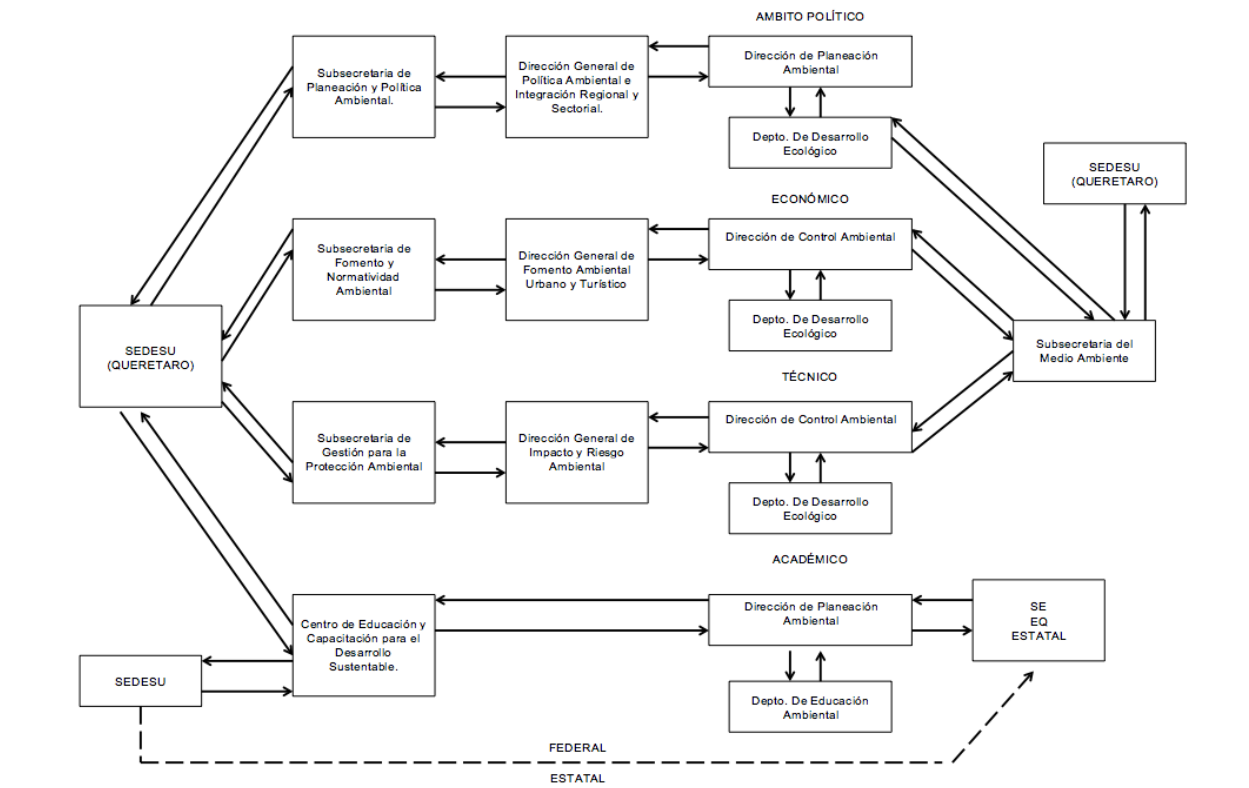 AMBITO POLÍTICO
Subsecretaria de
Planeación y Política
Ambiental.
Dirección General de
Política Ambiental e
Integración Regional y
Sectorial.
Dirección de Planeación
Ambiental
Depto. De Desarrollo
Ecológico
SEDESU
(QUERETARO)
ECONÓMICO
Subsecretaria de
Fomento y
Normatividad
Ambiental
Dirección General de
Fomento Ambiental
Urbano y Turístico
Dirección de Control Ambiental
Depto. De Desarrollo
Ecológico
SEDESU
(QUERETARO)
Subsecretaria del
Medio Ambiente
TÉCNICO
Subsecretaria de
Gestión para la
Protección Ambiental
Dirección General de
Impacto y Riesgo
Ambiental
Dirección de Control Ambiental
Depto. De Desarrollo
Ecológico
ACADÉMICO
Centro de Educación y
Capacitación para el
Desarrollo
Sustentable.
Dirección de Planeación
Ambiental
SE
EQ
ESTATAL
SEDESU
Depto. De Educación
Ambiental
FEDERAL
ESTATAL